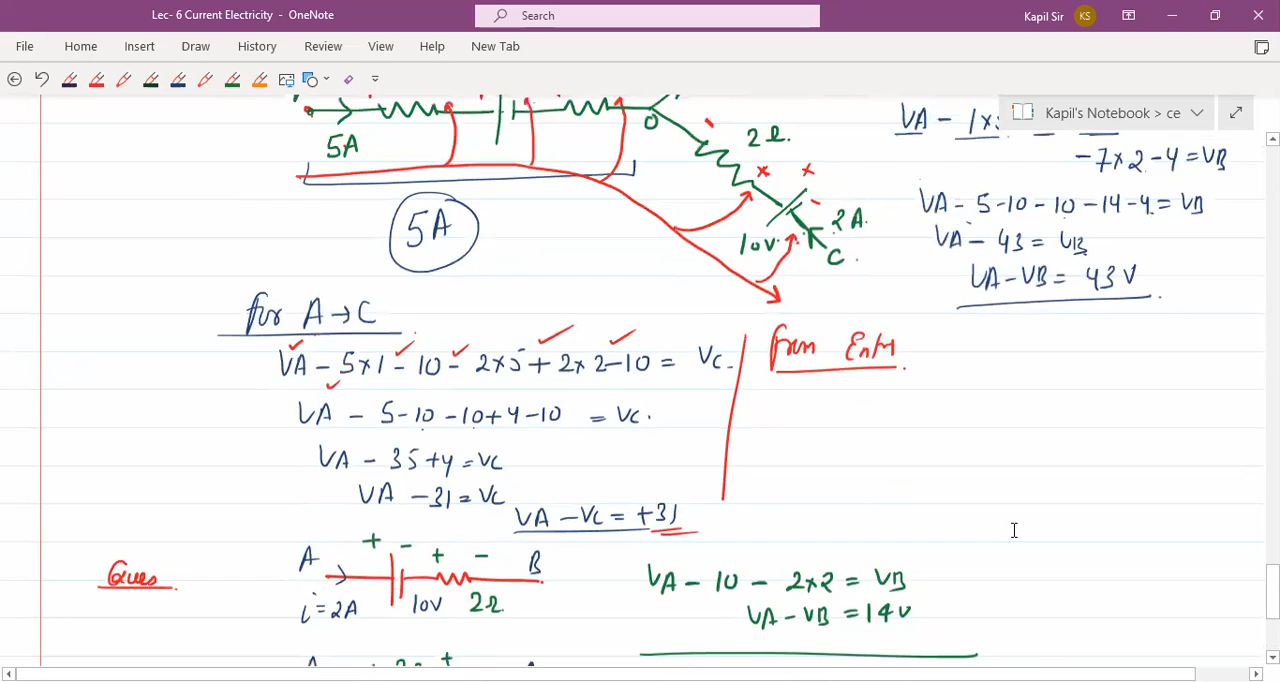 Lec- 6 Current Electricity - OneNote
Search
Kapil Sir
KS
File Home Insert Draw History Review View Help New Tab
Kapil's Notebook > ce
5A
O
2Ω
10V
2A
C
5A
VA - 1×5
-7×2-4=VB
VA - 5-10-10-14-4 = VB
VA - 43 = VB
VA-VB = 43V
for A→C
VA - 5×1 - 10 - 2×5 + 2×2 - 10 = VC
VA - 5-10-10+4-10 = VC
VA - 35+4 = VC
VA - 31 = VC
VA - VC = +31
Ques.
A + - + - B
i=2A 10V 2Ω
VA - 10 - 2×2 = VB
VA - VB = 14V